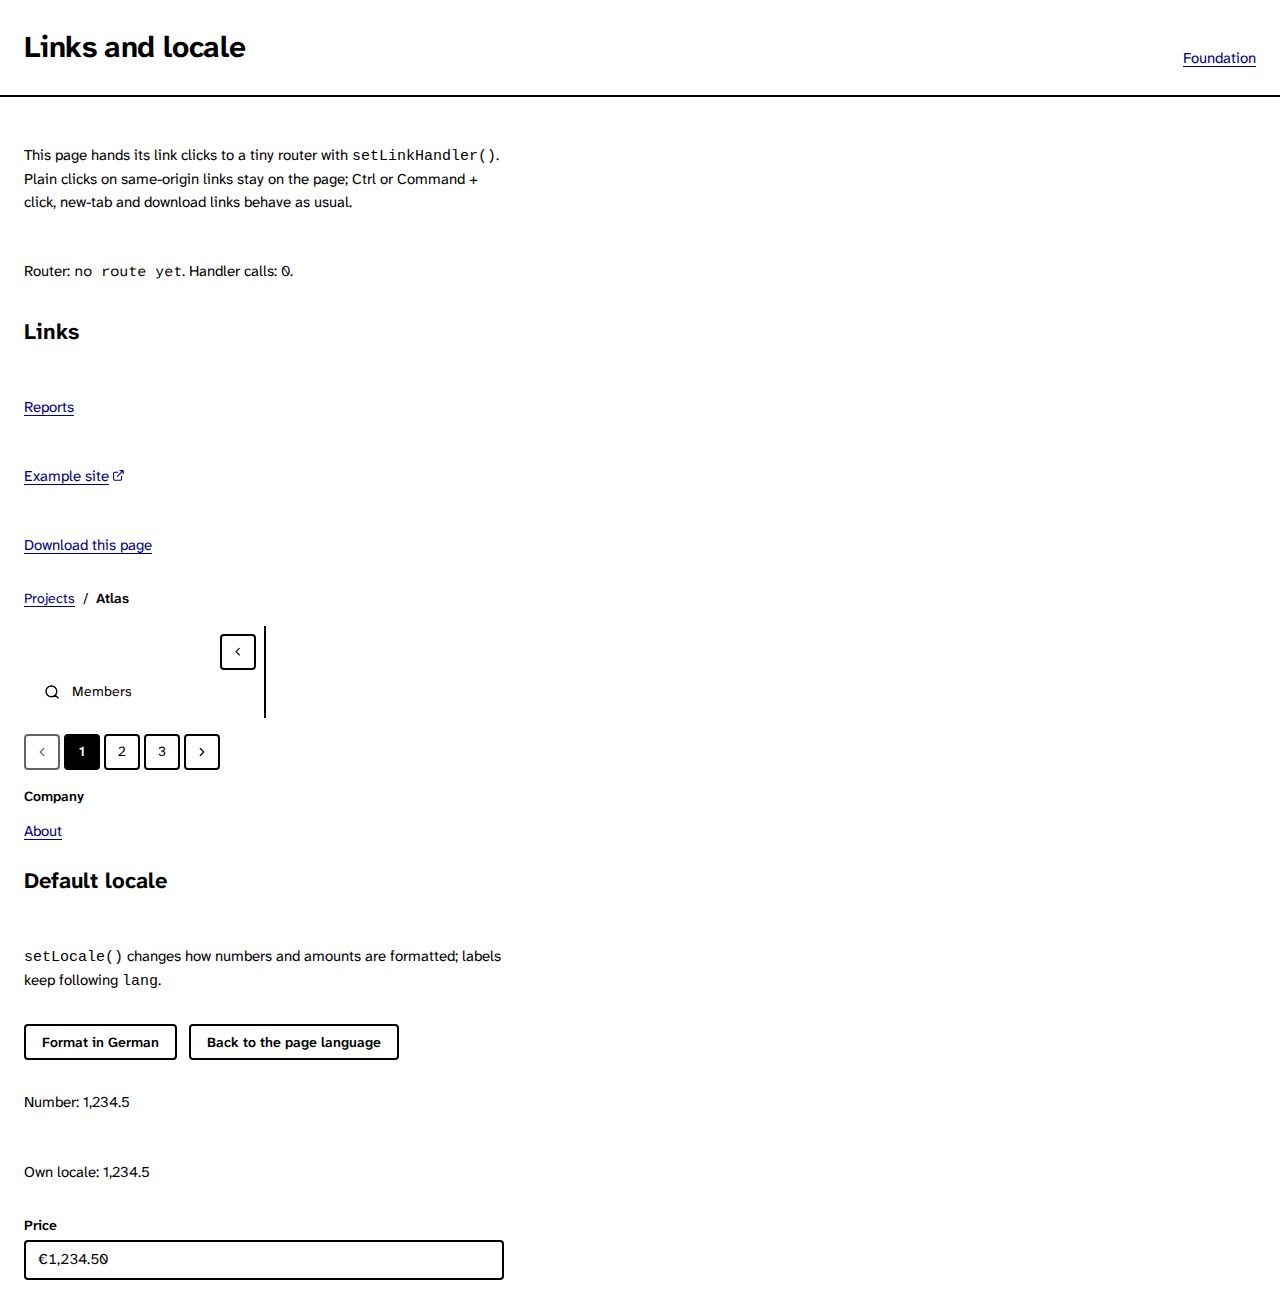 Links and locale
Foundation
This page hands its link clicks to a tiny router with setLinkHandler().
Plain clicks on same-origin links stay on the page; Ctrl or Command +
click, new-tab and download links behave as usual.
Router: no route yet. Handler calls: 0.
Links
Reports
Example site
Download this page
Projects / Atlas
Members
1 2 3
Company
About
Default locale
setLocale() changes how numbers and amounts are formatted; labels
keep following lang.
Format in German Back to the page language
Number: 1,234.5
Own locale: 1,234.5
Price
€1,234.50